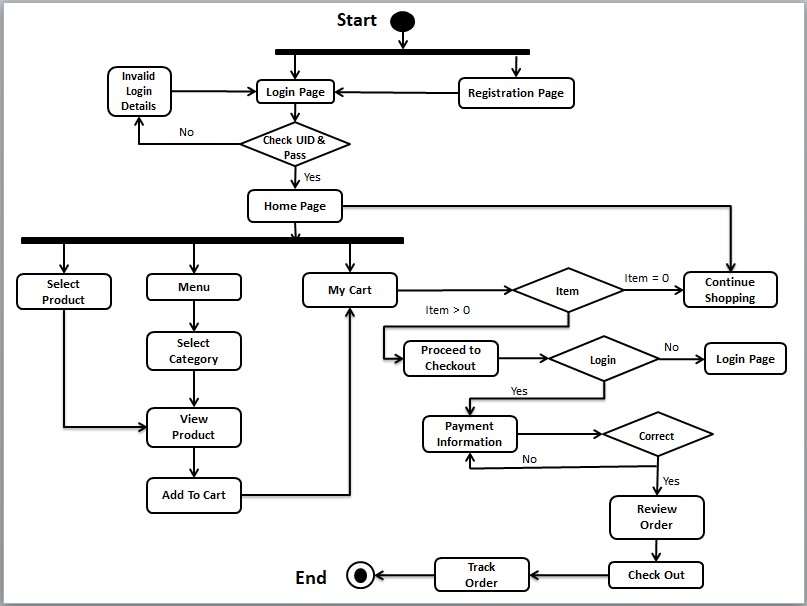 Start
Invalid
Login
Details
Login Page
Registration Page
No
Check UID &
Pass
Yes
Home Page
Select
Product
Menu
My Cart
Item
Item = 0
Continue
Shopping
Item > 0
Select
Category
Proceed to
Checkout
Login
No
Login Page
Yes
View
Product
Payment
Information
Correct
No
Yes
Add To Cart
Review
Order
End
Track
Order
Check Out